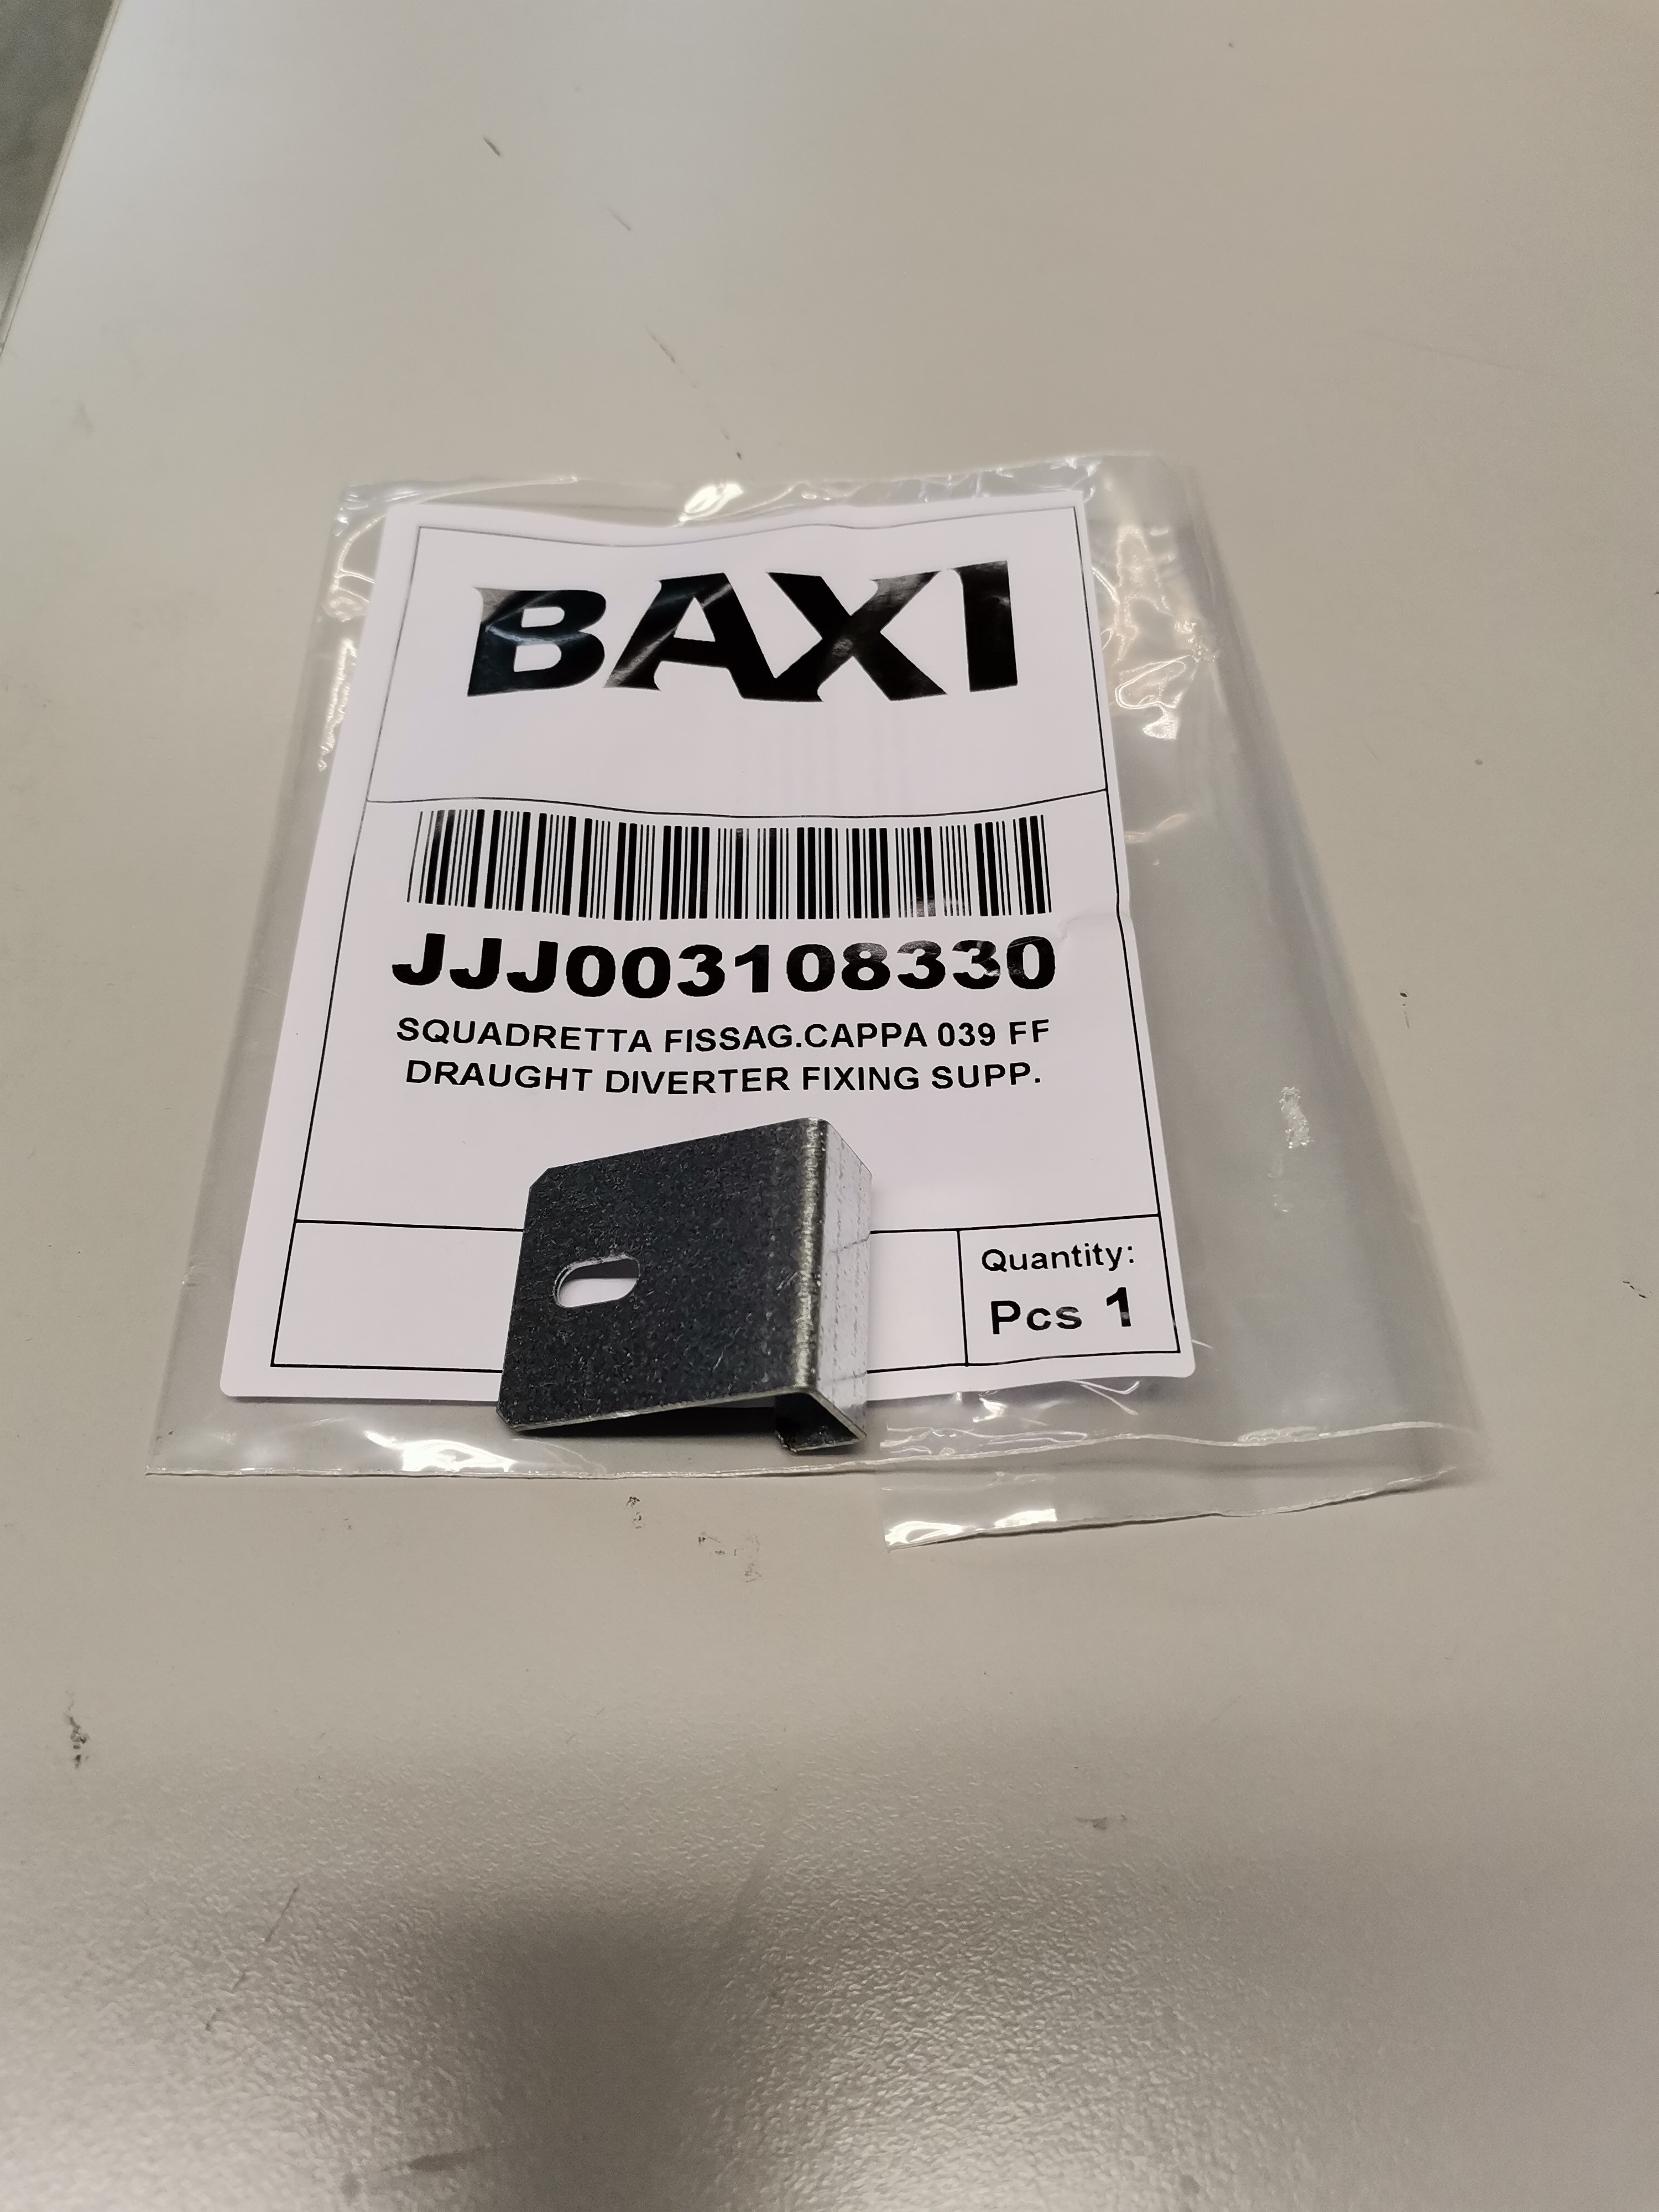 BAXI
JJJ003108330
SQUADRETTA FISSAG.CAPPA 039 FF
DRAUGHT DIVERTER FIXING SUPP.
Quantity:
Pcs 1